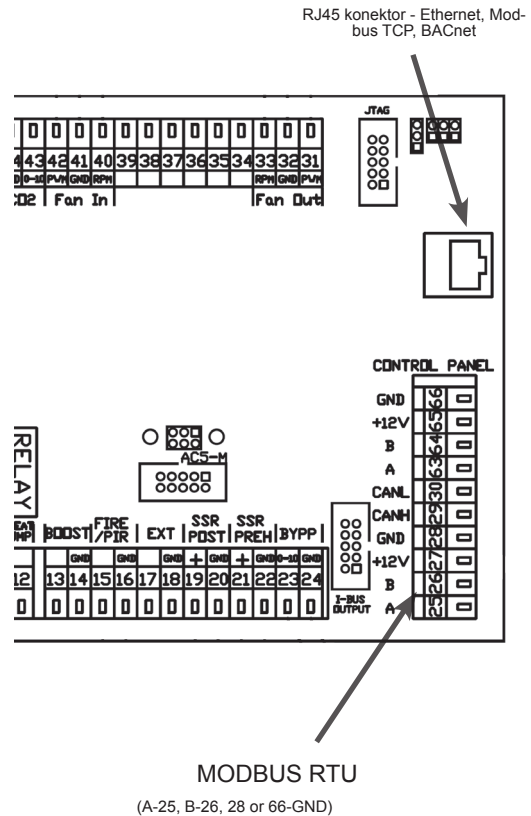 RJ45 konektor - Ethernet, Mod-
bus TCP, BACnet
JTAG
43 42 41 40 39 38 37 36 35 34 33 32 31
0-10 PWM GND RPM RPM GND PWM
Fan In Fan Out
CONTROL PANEL
GND 66
+12V 65
B 64
A 63
CANL 30
CANH 29
GND 28
+12V 27
B 26
A 25
RELAY
AC5-M
BOOST FIRE /PIR EXT SSR POST SSR PREH BYPP
GND GND GND + GND + GND 0-10 GND
12 13 14 15 16 17 18 19 20 21 22 23 24
I-BUS
OUTPUT
MODBUS RTU
(A-25, B-26, 28 or 66-GND)